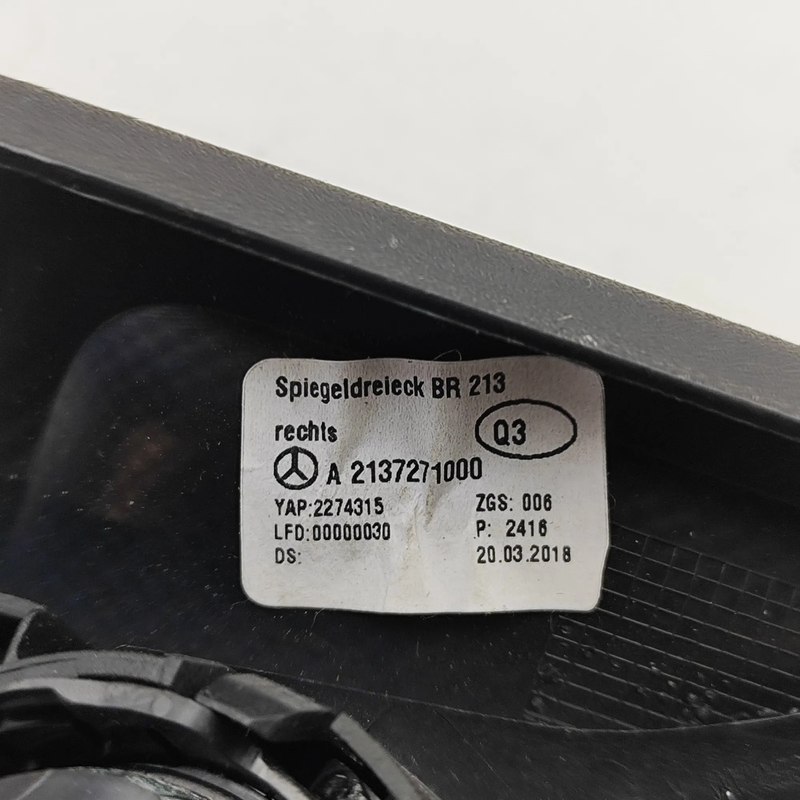 Spiegeldreieck BR 213
rechts
Q3
A 2137271000
YAP:2274315 ZGS: 006
LFD:00000030 P: 2416
DS: 20.03.2018